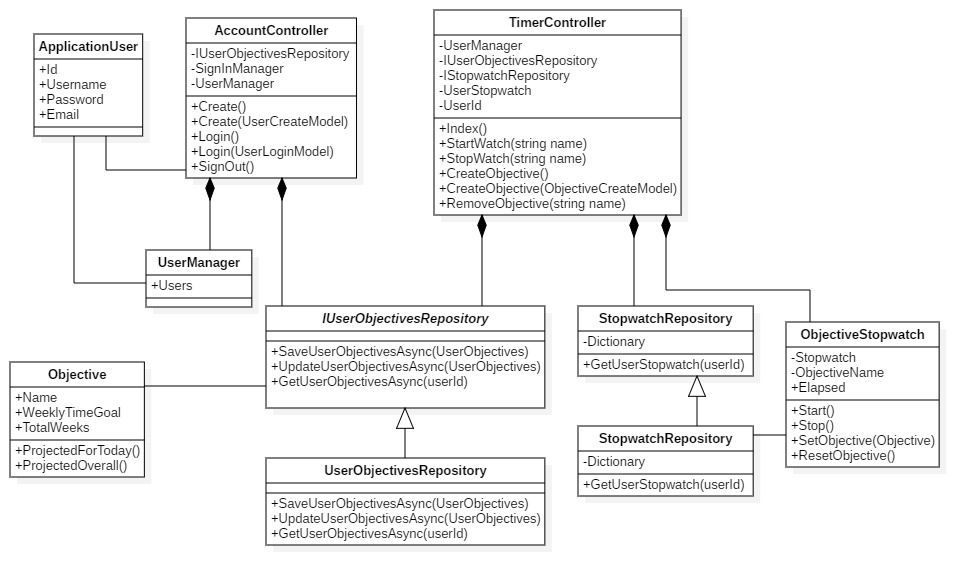 ApplicationUser
+Id
+Username
+Password
+Email
AccountController
-IUserObjectivesRepository
-SignInManager
-UserManager
+Create()
+Create(UserCreateModel)
+Login()
+Login(UserLoginModel)
+SignOut()
TimerController
-UserManager
-IUserObjectivesRepository
-IStopwatchRepository
-UserStopwatch
-UserId
+Index()
+StartWatch(string name)
+StopWatch(string name)
+CreateObjective()
+CreateObjective(ObjectiveCreateModel)
+RemoveObjective(string name)
UserManager
+Users
IUserObjectivesRepository
+SaveUserObjectivesAsync(UserObjectives)
+UpdateUserObjectivesAsync(UserObjectives)
+GetUserObjectivesAsync(userId)
StopwatchRepository
-Dictionary
+GetUserStopwatch(userId)
ObjectiveStopwatch
-Stopwatch
-ObjectiveName
+Elapsed
+Start()
+Stop()
+SetObjective(Objective)
+ResetObjective()
Objective
+Name
+WeeklyTimeGoal
+TotalWeeks
+ProjectedForToday()
+ProjectedOverall()
UserObjectivesRepository
+SaveUserObjectivesAsync(UserObjectives)
+UpdateUserObjectivesAsync(UserObjectives)
+GetUserObjectivesAsync(userId)
StopwatchRepository
-Dictionary
+GetUserStopwatch(userId)